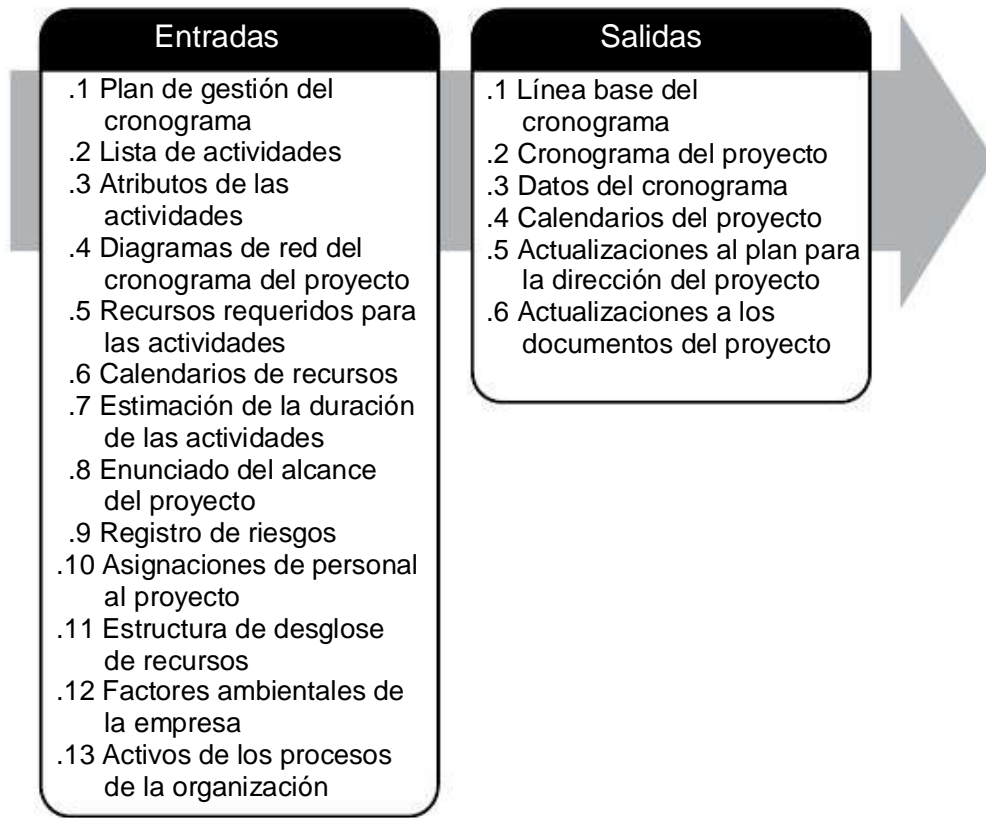 Entradas
.1 Plan de gestión del
cronograma
.2 Lista de actividades
.3 Atributos de las
actividades
.4 Diagramas de red del
cronograma del proyecto
.5 Recursos requeridos para
las actividades
.6 Calendarios de recursos
.7 Estimación de la duración
de las actividades
.8 Enunciado del alcance
del proyecto
.9 Registro de riesgos
.10 Asignaciones de personal
al proyecto
.11 Estructura de desglose
de recursos
.12 Factores ambientales de
la empresa
.13 Activos de los procesos
de la organización
Salidas
.1 Línea base del
cronograma
.2 Cronograma del proyecto
.3 Datos del cronograma
.4 Calendarios del proyecto
.5 Actualizaciones al plan para
la dirección del proyecto
.6 Actualizaciones a los
documentos del proyecto